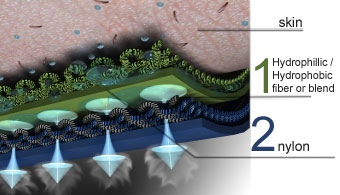 skin
1 Hydrophillic /
Hydrophobic
fiber or blend
2 nylon